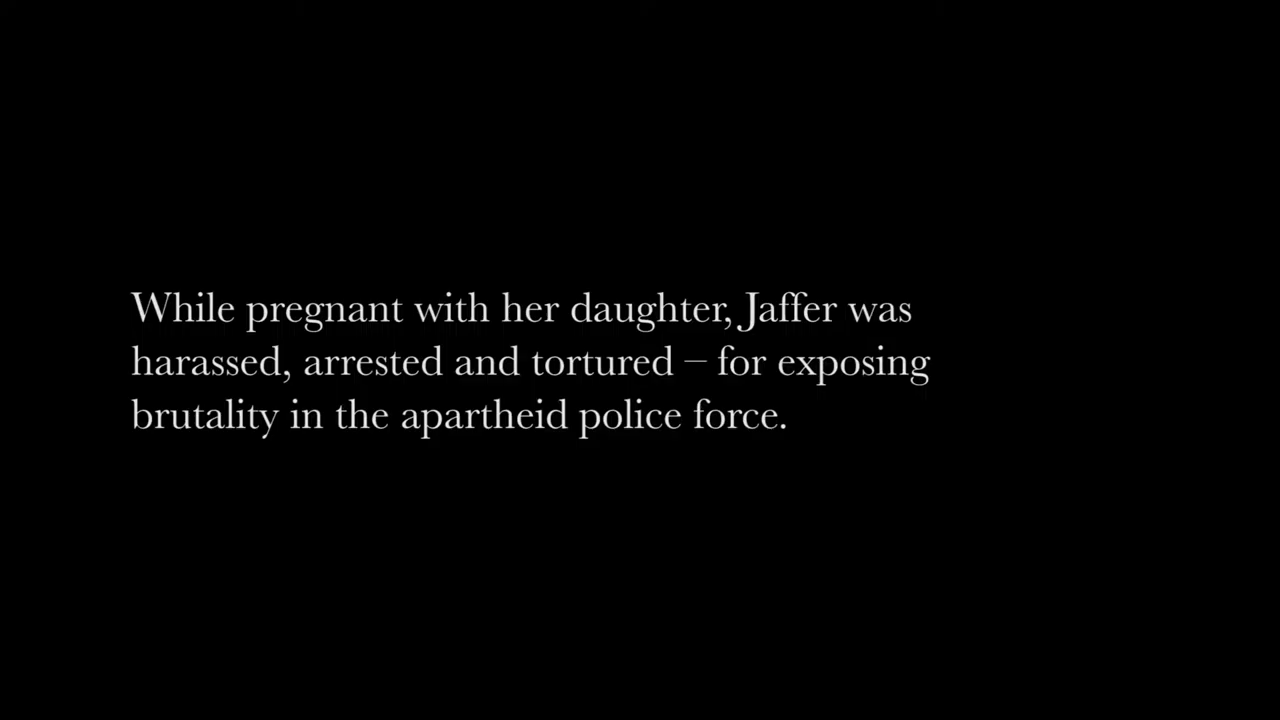 While pregnant with her daughter, Jaffer was
harassed, arrested and tortured – for exposing
brutality in the apartheid police force.